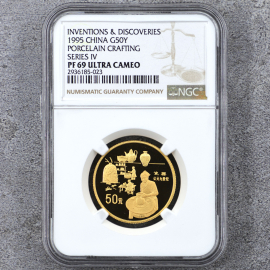 INVENTIONS & DISCOVERIES
1995 CHINA G50Y
PORCELAIN CRAFTING
SERIES IV
PF 69 ULTRA CAMEO
2936185-023
NUMISMATIC GUARANTY COMPANY
NGC
50元